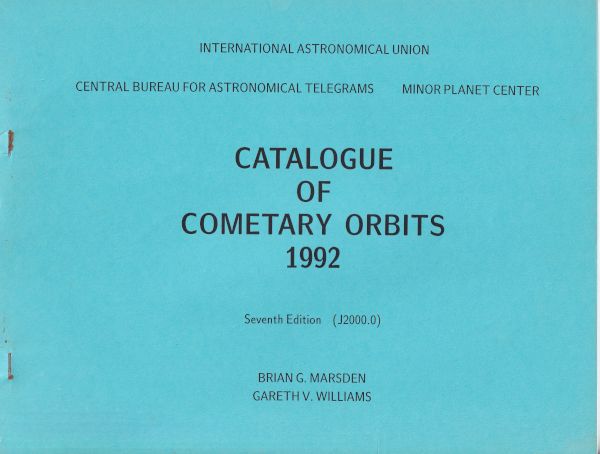 INTERNATIONAL ASTRONOMICAL UNION
CENTRAL BUREAU FOR ASTRONOMICAL TELEGRAMS MINOR PLANET CENTER
CATALOGUE
OF
COMETARY ORBITS
1992
Seventh Edition (J2000.0)
BRIAN G. MARSDEN
GARETH V. WILLIAMS